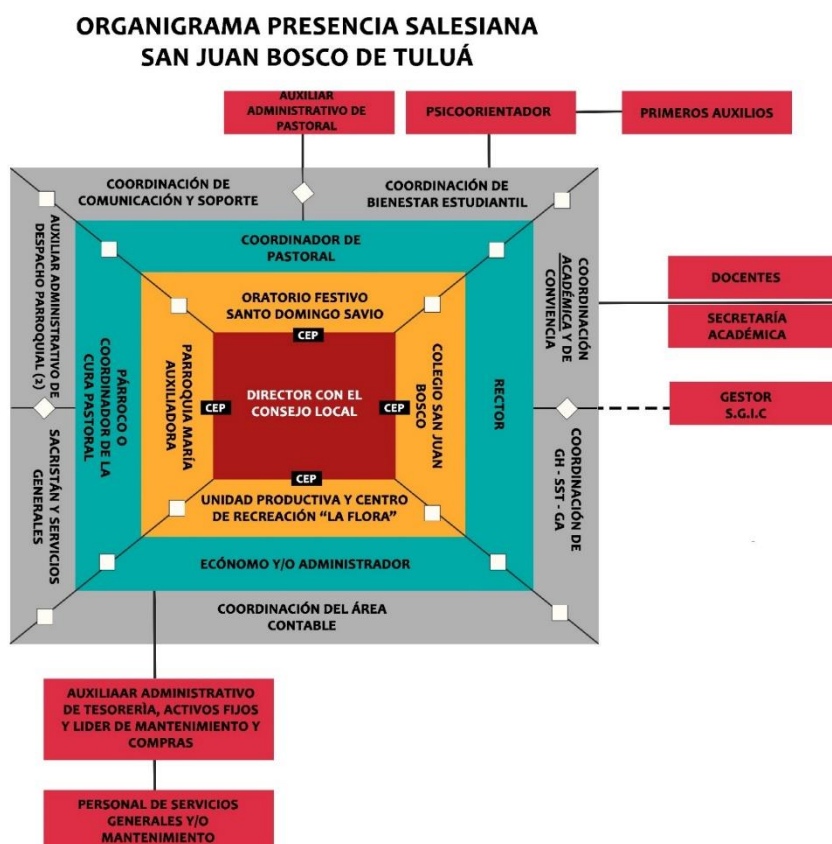 ORGANIGRAMA PRESENCIA SALESIANA
SAN JUAN BOSCO DE TULUÁ
AUXILIAR
ADMINISTRATIVO DE
PASTORAL
PSICOORIENTADOR
PRIMEROS AUXILIOS
COORDINACIÓN DE
COMUNICACIÓN Y SOPORTE
COORDINACIÓN DE
BIENESTAR ESTUDIANTIL
AUXILIAR ADMINISTRATIVO DE
DESPACHO PARROQUIAL (2)
COORDINADOR DE
PASTORAL
COORDINACIÓN
ACADÉMICA Y DE
CONVIENCIA
DOCENTES
SECRETARÍA
ACADÉMICA
ORATORIO FESTIVO
SANTO DOMINGO SAVIO
CEP
PÁRROCO O
COORDINADOR DE LA
CURA PASTORAL
PARROQUIA MARÍA
AUXILIADORA
CEP
DIRECTOR CON EL
CONSEJO LOCAL
CEP
COLEGIO SAN JUAN
BOSCO
RECTOR
GESTOR
S.G.I.C
SACRISTÁN Y SERVICIOS
GENERALES
COORDINACIÓN DE
GH - SST - GA
CEP
UNIDAD PRODUCTIVA Y CENTRO
DE RECREACIÓN “LA FLORA”
ECÓNOMO Y/O ADMINISTRADOR
COORDINACIÓN DEL ÁREA
CONTABLE
AUXILIAAR ADMINISTRATIVO
DE TESORERÌA, ACTIVOS FIJOS
Y LIDER DE MANTENIMIENTO Y
COMPRAS
PERSONAL DE SERVICIOS
GENERALES Y/O
MANTENIMIENTO